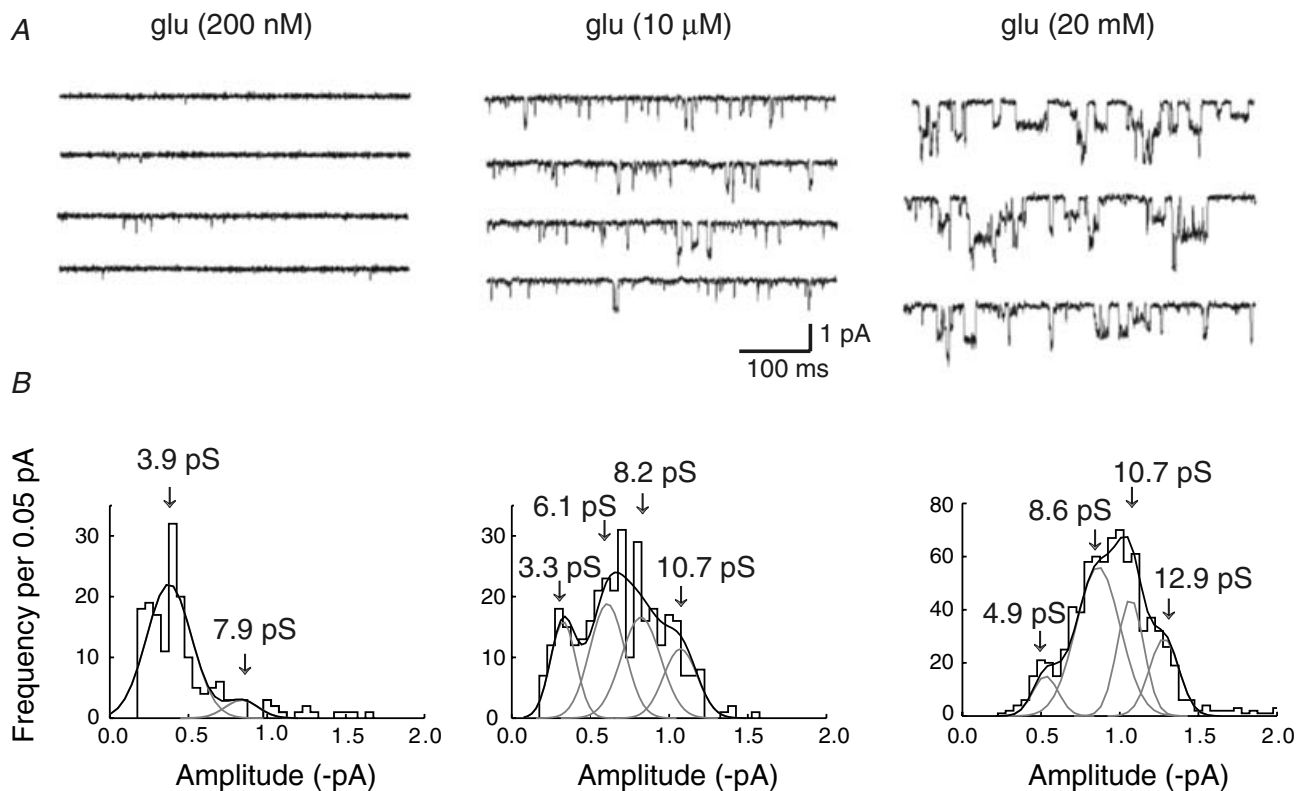 A
glu (200 nM)
glu (10 μM)
glu (20 mM)
1 pA
100 ms
B
Frequency per 0.05 pA
3.9 pS
7.9 pS
30
20
10
0
0.0 0.5 1.0 1.5 2.0
Amplitude (-pA)
8.2 pS
6.1 pS
3.3 pS
10.7 pS
30
20
10
0
0.0 0.5 1.0 1.5 2.0
Amplitude (-pA)
10.7 pS
8.6 pS
12.9 pS
4.9 pS
80
60
40
20
0
0.0 0.5 1.0 1.5 2.0
Amplitude (-pA)